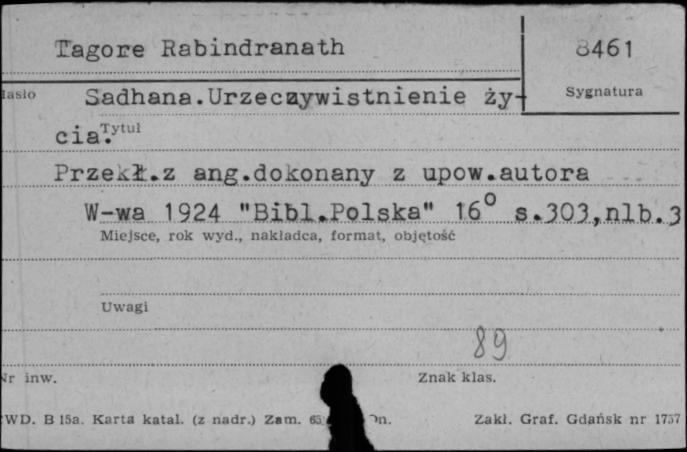 Tagore Rabindranath
8461
Hasło
Sygnatura
Sadhana.Urzeczywistnienie ży-
cia.
Tytuł
Przekł.z ang.dokonany z upow.autora
W-wa 1924 "Bibl.Polska" 16° s.303,nlb.3
Miejsce, rok wyd., nakładca, format, objętość
Uwagi
89
Nr inw.
Znak klas.
WD. B 15a. Karta katal. (z nadr.) Zam.
Zakł. Graf. Gdańsk nr 1757